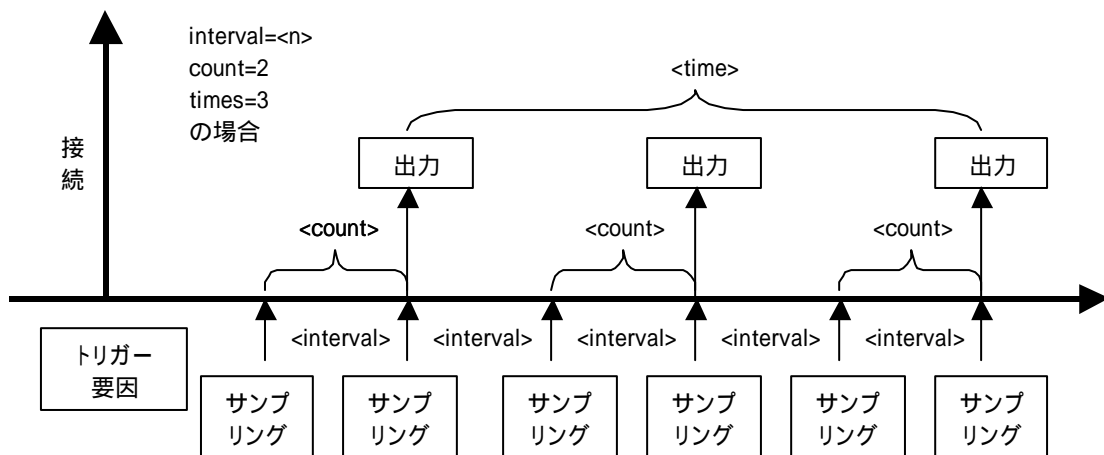 interval=<n>
count=2
times=3
の場合
<time>
接続
出力
出力
出力
<count>
<count>
<count>
<interval>
<interval>
<interval>
<interval>
<interval>
トリガー
要因
サンプ
リング
サンプ
リング
サンプ
リング
サンプ
リング
サンプ
リング
サンプ
リング